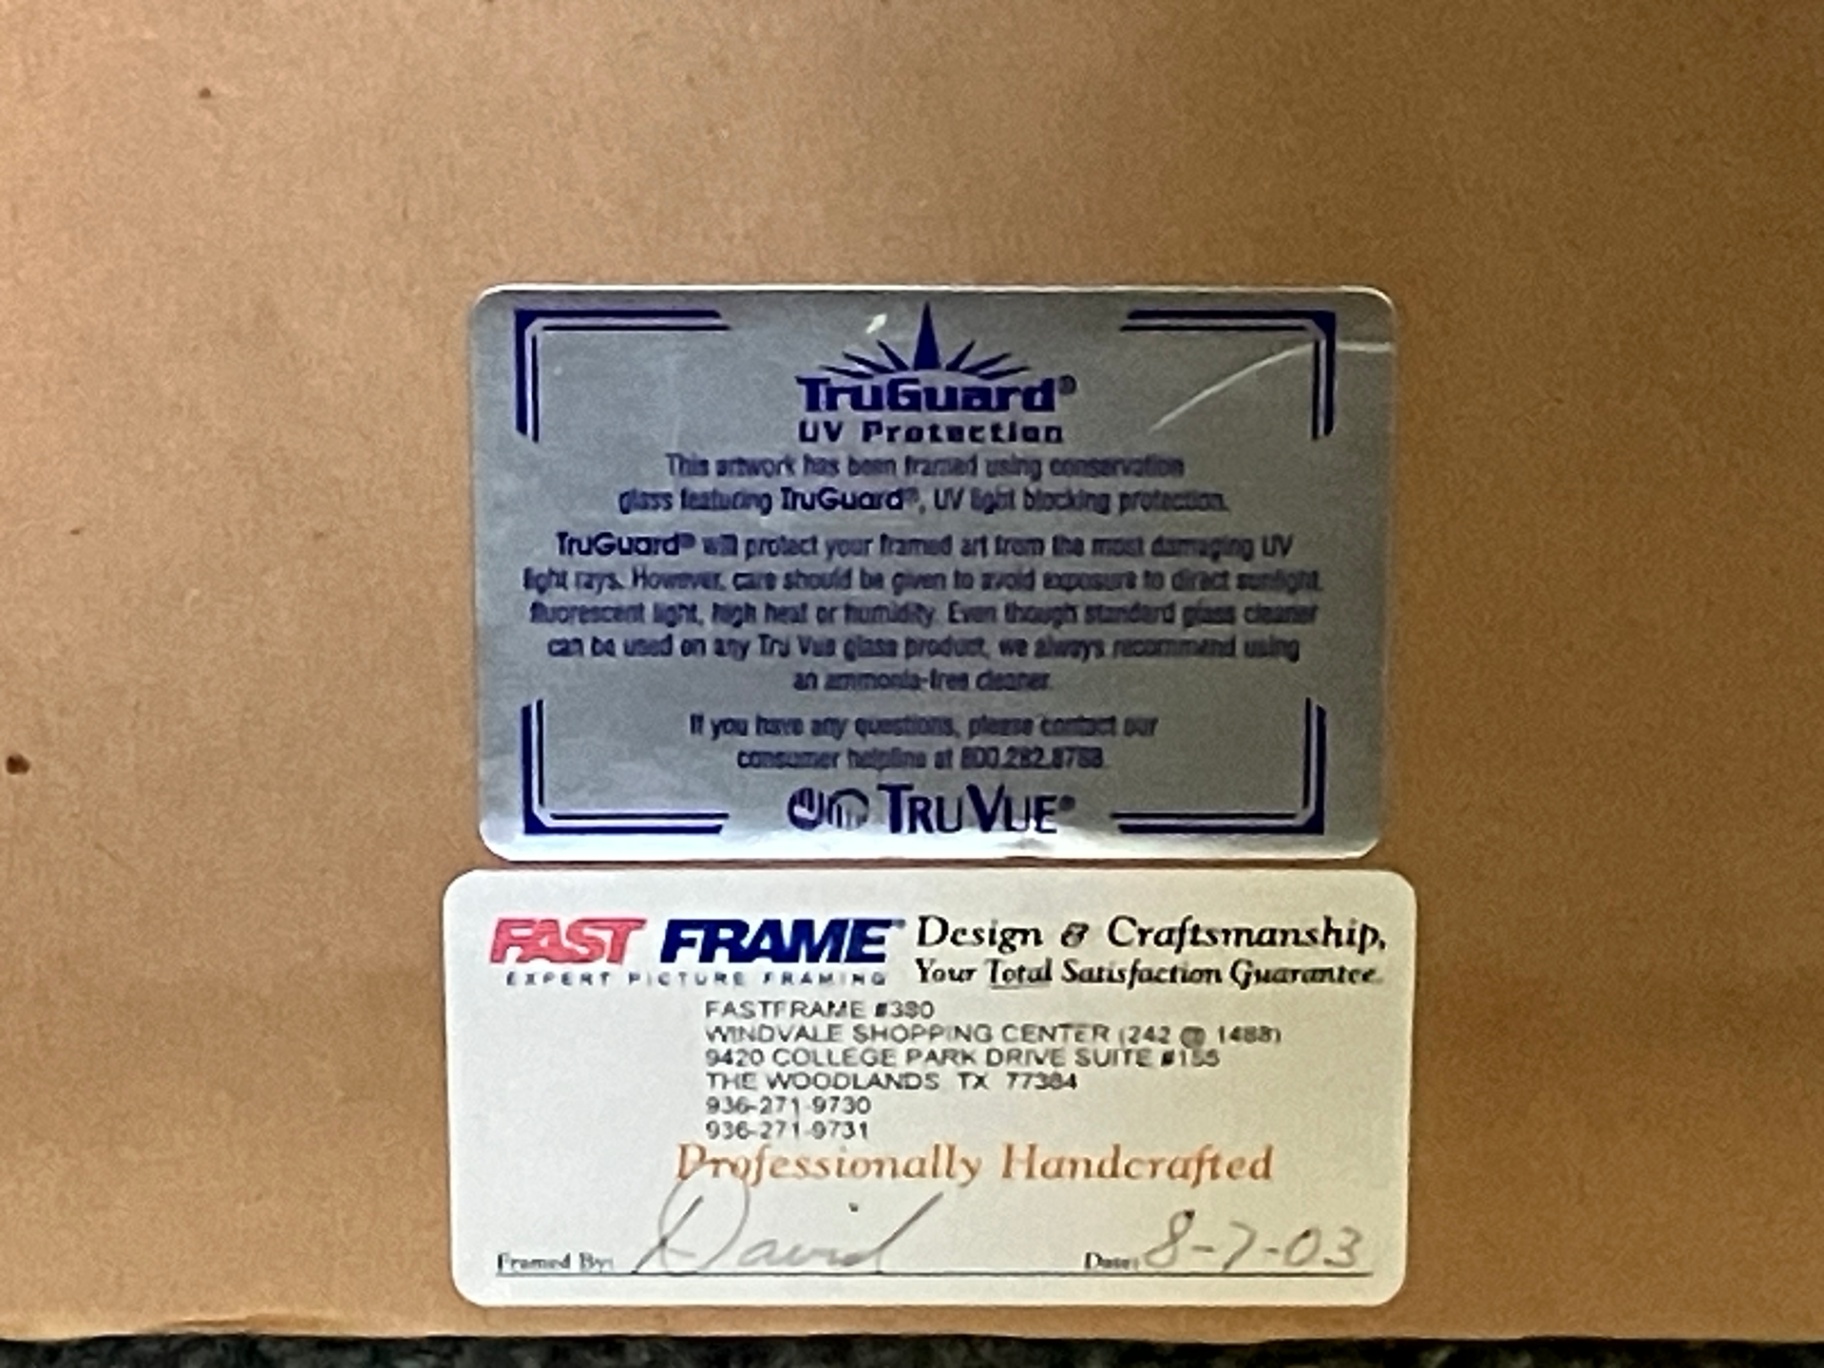 TruGuard®
UV Protection
This artwork has been framed using conservation
glass featuring TruGuard®, UV light blocking protection.
TruGuard® will protect your framed art from the most damaging UV
light rays. However, care should be given to avoid exposure to direct sunlight,
fluorescent light, high heat or humidity. Even though standard glass cleaner
can be used on any Tru Vue glass product, we always recommend using
an ammonia-free cleaner.
If you have any questions, please contact our
consumer helpline at 800.282.8788.
TRU VUE®
FAST FRAME™ Design & Craftsmanship,
EXPERT PICTURE FRAMING Your Total Satisfaction Guarantee.
FASTFRAME #380
WINDVALE SHOPPING CENTER (242 @ 1488)
9420 COLLEGE PARK DRIVE SUITE #155
THE WOODLANDS TX 77384
936-271-9730
936-271-9731
Professionally Handcrafted
Framed By: David Date: 8-7-03